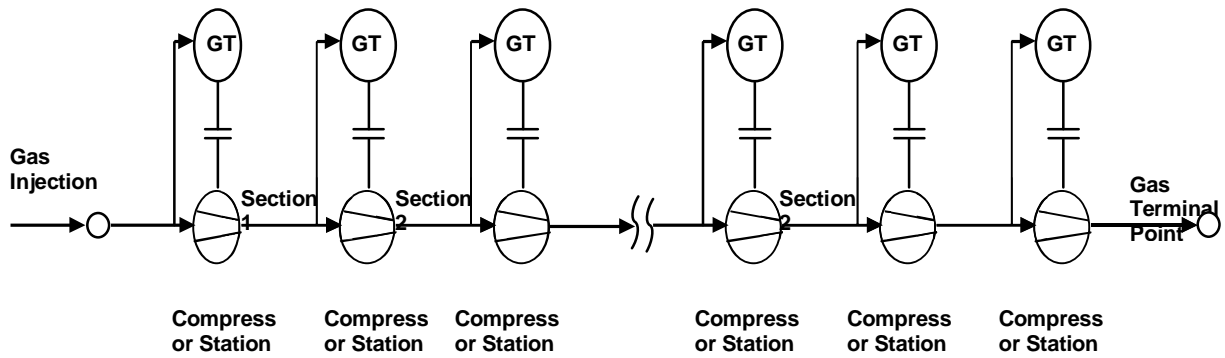 GT GT GT GT GT GT
Gas
Injection
Section
1
Section
2
Section
2
Gas
Terminal
Point
Compress
or Station
Compress
or Station
Compress
or Station
Compress
or Station
Compress
or Station
Compress
or Station